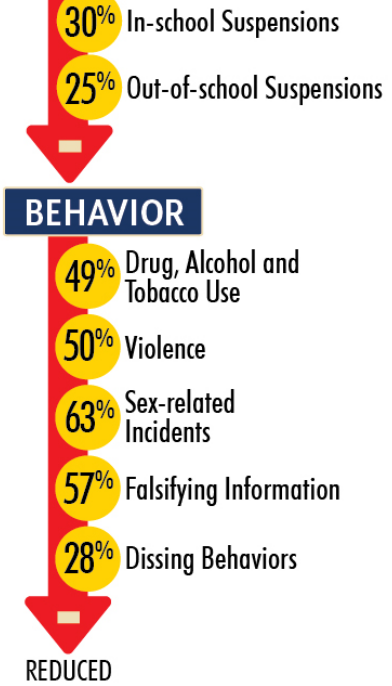 30% In-school Suspensions
25% Out-of-school Suspensions
BEHAVIOR
49% Drug, Alcohol and
Tobacco Use
50% Violence
63% Sex-related
Incidents
57% Falsifying Information
28% Dissing Behaviors
REDUCED